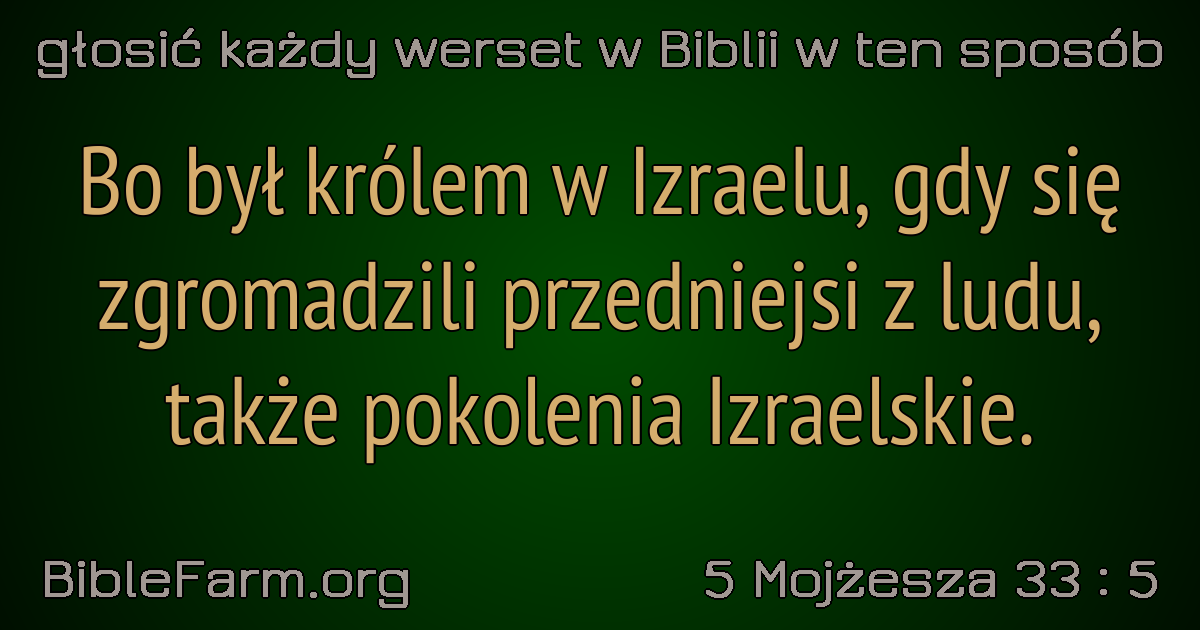 głosić każdy werset w Biblii w ten sposób
Bo był królem w Izraelu, gdy się
zgromadzili przedniejsi z ludu,
także pokolenia Izraelskie.
BibleFarm.org
5 Mojżesza 33 : 5